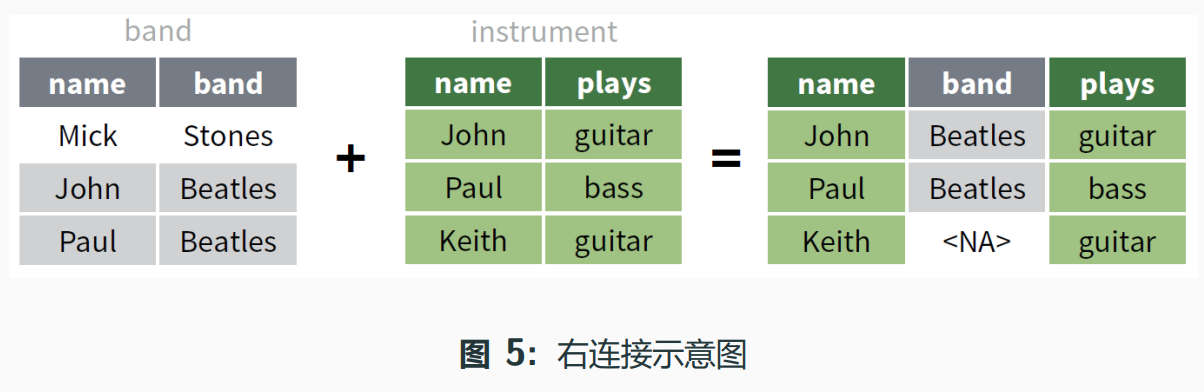 band instrument
name band name plays name band plays
Mick Stones John guitar John Beatles guitar
+ =
John Beatles Paul bass Paul Beatles bass
Paul Beatles Keith guitar Keith <NA> guitar
图 5: 右连接示意图